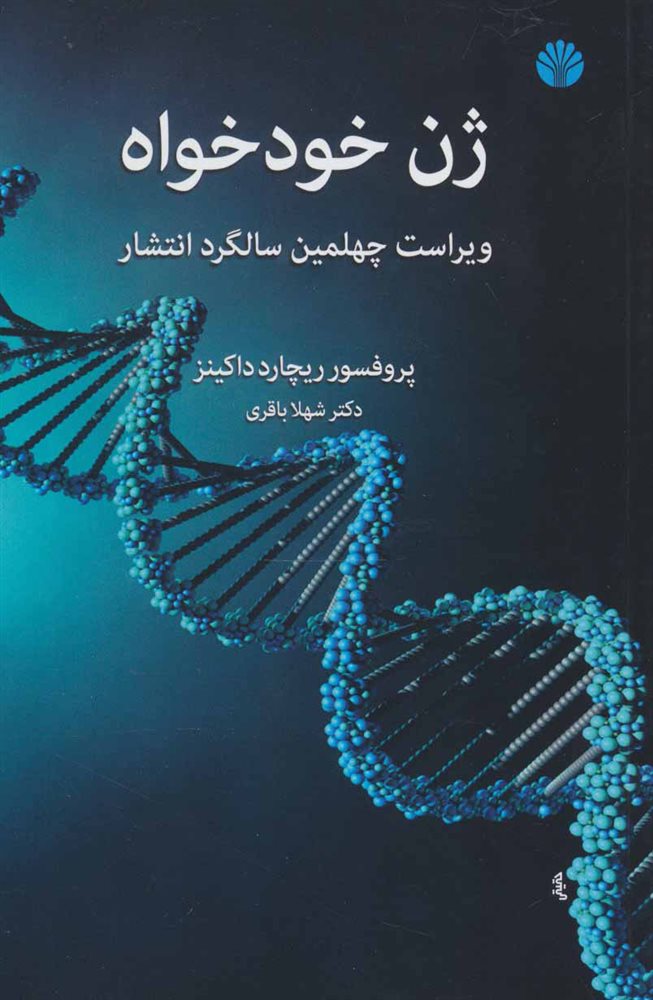 ژن خودخواه
ویراست چهلمین سالگرد انتشار
پروفسور ریچارد داکینز
دکتر شهلا باقری